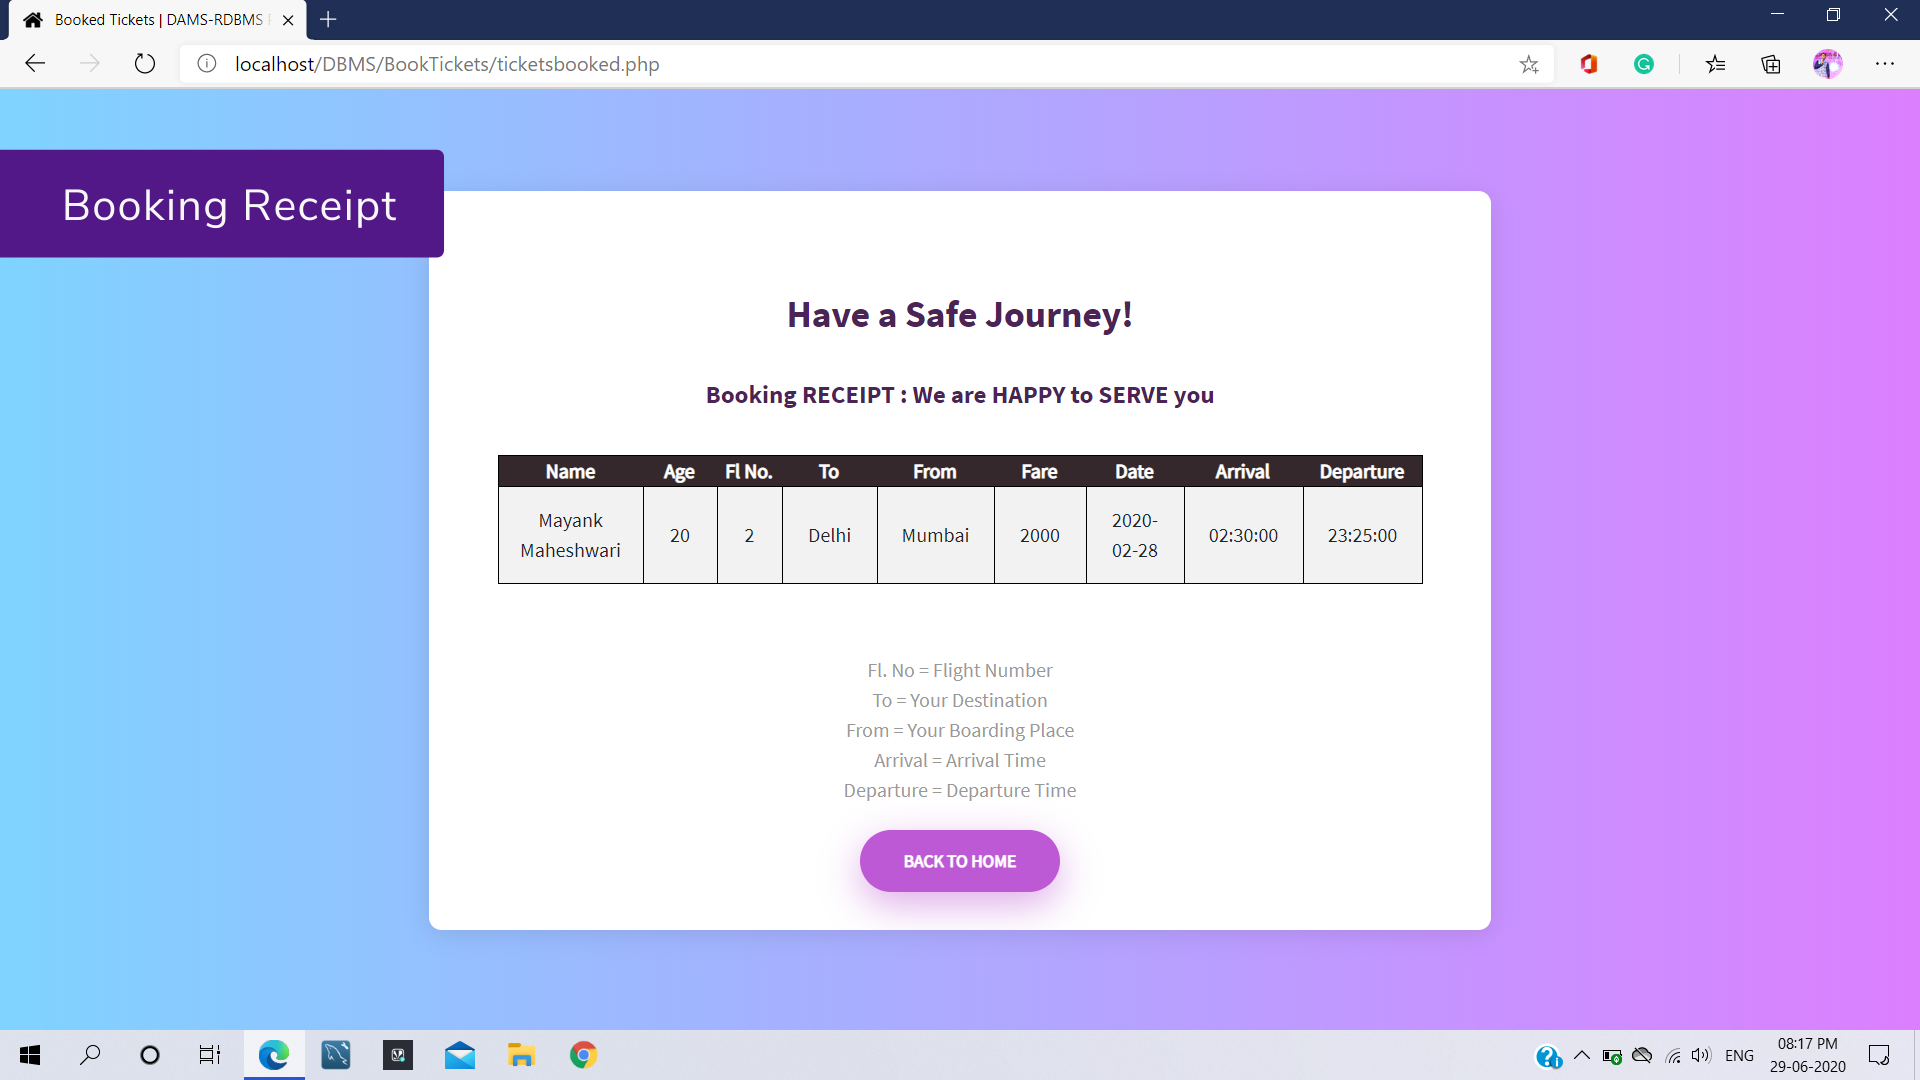 Booked Tickets | DAMS-RDBMS
localhost/DBMS/BookTickets/ticketsbooked.php
Booking Receipt
Have a Safe Journey!
Booking RECEIPT : We are HAPPY to SERVE you
Name Age Fl No. To From Fare Date Arrival Departure
Mayank Maheshwari 20 2 Delhi Mumbai 2000 2020-02-28 02:30:00 23:25:00
Fl. No = Flight Number
To = Your Destination
From = Your Boarding Place
Arrival = Arrival Time
Departure = Departure Time
BACK TO HOME
ENG
08:17 PM
29-06-2020